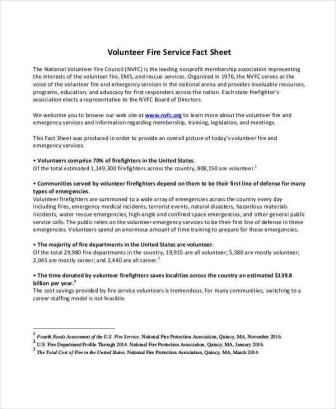 Volunteer Fire Service Fact Sheet
The National Volunteer Fire Council (NVFC) is the leading nonprofit membership association representing
the interests of the volunteer fire, EMS, and rescue services. Organized in 1976, the NVFC serves as the
voice of the volunteer fire and emergency services in the national arena and provides invaluable resources,
programs, education, and advocacy for first responders across the nation. Each state firefighter's
association elects a representative to the NVFC Board of Directors.
We welcome you to browse our web site at www.nvfc.org to learn more about the volunteer fire and
emergency services and information regarding membership, training, legislation, and meetings.
This Fact Sheet was produced in order to provide an overall picture of today's volunteer fire and
emergency services.
• Volunteers comprise 70% of firefighters in the United States.
Of the total estimated 1,149,300 firefighters across the country, 808,150 are volunteer.1
• Communities served by volunteer firefighters depend on them to be their first line of defense for many
types of emergencies.
Volunteer firefighters are summoned to a wide array of emergencies across the country every day
including fires, emergency medical incidents, terrorist events, natural disasters, hazardous materials
incidents, water rescue emergencies, high-angle and confined space emergencies, and other general public
service calls. The public relies on the volunteer emergency services to be their first line of defense in these
emergencies. Volunteers spend an enormous amount of time training to prepare for these emergencies.
• The majority of fire departments in the United States are volunteer.
Of the total 29,980 fire departments in the country, 19,915 are all volunteer; 5,580 are mostly volunteer;
2,045 are mostly career; and 2,440 are all career.2
• The time donated by volunteer firefighters saves localities across the country an estimated $139.8
billion per year.3
The cost savings provided by fire service volunteers is tremendous. For many communities, switching to a
career staffing model is not feasible.
1 Fourth Needs Assessment of the U.S. Fire Service. National Fire Protection Association, Quincy, MA, November 2016.
2 U.S. Fire Department Profile Through 2014. National Fire Protection Association, Quincy, MA, January 2016.
3 The Total Cost of Fire in the United States. National Fire Protection Association, Quincy, MA, March 2014.